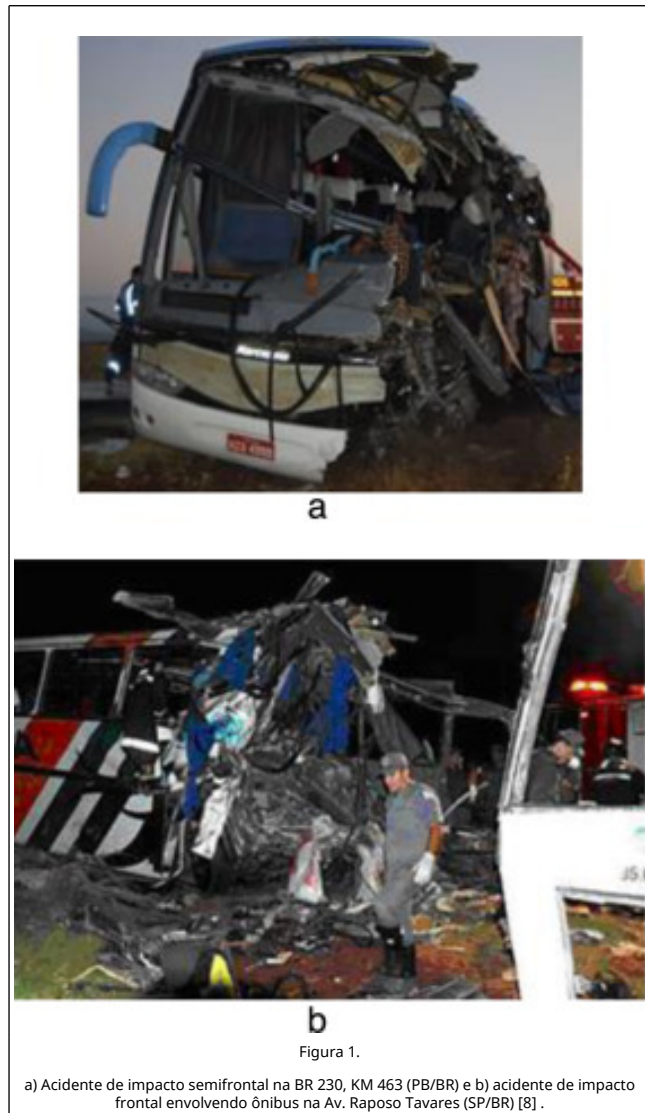 a
b
Figura 1.
a) Acidente de impacto semifrontal na BR 230, KM 463 (PB/BR) e b) acidente de impacto
frontal envolvendo ônibus na Av. Raposo Tavares (SP/BR) [8] .